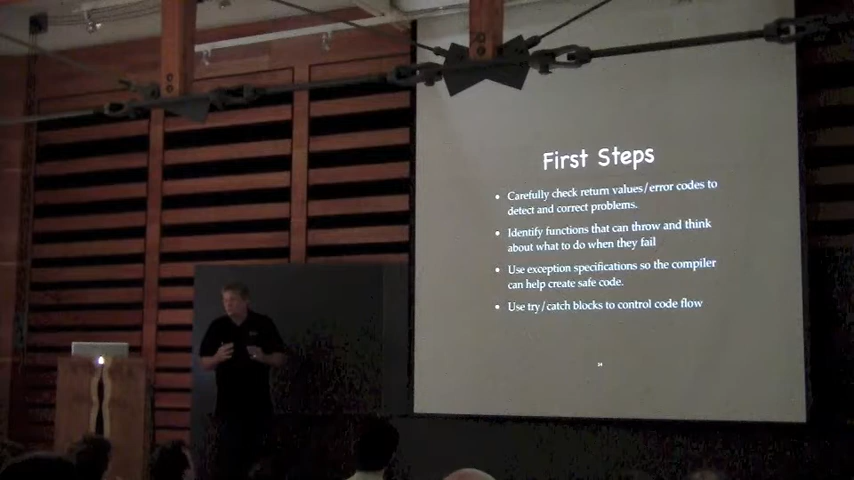 First Steps
• Carefully check return values/error codes to
detect and correct problems.
• Identify functions that can throw and think
about what to do when they fail
• Use exception specifications so the compiler
can help create safe code.
• Use try/catch blocks to control code flow